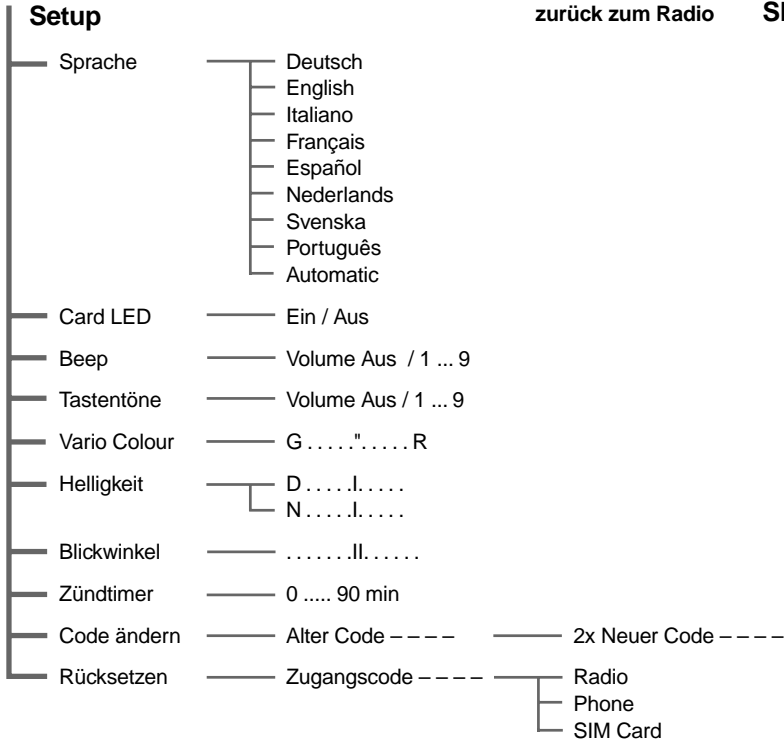 Setup zurück zum Radio
Sprache Deutsch
English
Italiano
Français
Español
Nederlands
Svenska
Português
Automatic
Card LED Ein / Aus
Beep Volume Aus / 1 ... 9
Tastentöne Volume Aus / 1 ... 9
Vario Colour G . . . . .". . . . . R
Helligkeit D . . . . .I. . . . .
N . . . . .I. . . . .
Blickwinkel . . . . . . .II. . . . . .
Zündtimer 0 ..... 90 min
Code ändern Alter Code – – – – 2x Neuer Code – – – –
Rücksetzen Zugangscode – – – – Radio
Phone
SIM Card